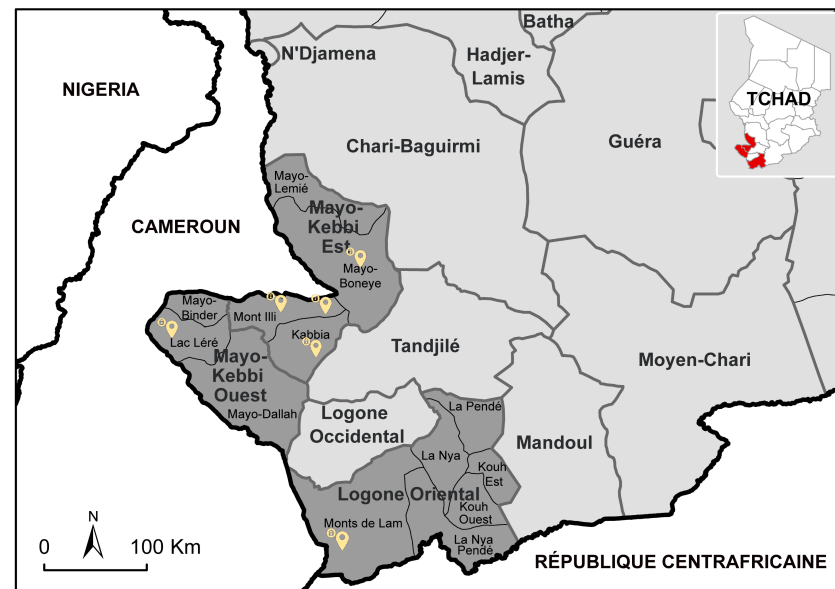 Batha
N'Djamena
Hadjer-
Lamis
NIGERIA
TCHAD
Chari-Baguirmi
Guéra
Mayo-
Lemié
Mayo-
Kebbi
Est
CAMEROUN
Mayo-
Boneye
Mayo-
Binder
Mont Illi
Lac Léré
Kabbia
Tandjilé
Moyen-Chari
Mayo-
Kebbi
Ouest
Mayo-Dallah
Logone
Occidental
La Pendé
Mandoul
La Nya
Kouh
Est
Logone Oriental
Kouh
Ouest
Monts de Lam
La Nya
Pendé
N
0 100 Km
RÉPUBLIQUE CENTRAFRICAINE